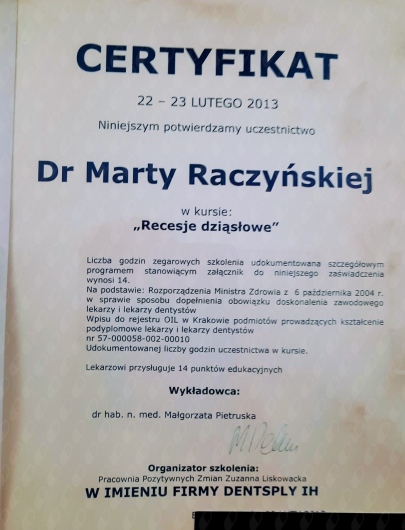 CERTYFIKAT
22 – 23 LUTEGO 2013
Niniejszym potwierdzamy uczestnictwo
Dr Marty Raczyńskiej
w kursie:
„Recesje dziąsłowe”
Liczba godzin zegarowych szkolenia udokumentowana szczegółowym
programem stanowiącym załącznik do niniejszego zaświadczenia
wynosi 14.
Na podstawie: Rozporządzenia Ministra Zdrowia z 6 października 2004 r.
w sprawie sposobu dopełnienia obowiązku doskonalenia zawodowego
lekarzy i lekarzy dentystów
Wpisu do rejestru OIL w Krakowie podmiotów prowadzących kształcenie
podyplomowe lekarzy i lekarzy dentystów
nr 57-000058-002-00010
Udokumentowanej liczby godzin uczestnictwa w kursie.
Lekarzowi przysługuje 14 punktów edukacyjnych
Wykładowca:
dr hab. n. med. Małgorzata Pietruska
Organizator szkolenia:
Pracownia Pozytywnych Zmian Zuzanna Liskowacka
W IMIENIU FIRMY DENTSPLY IH